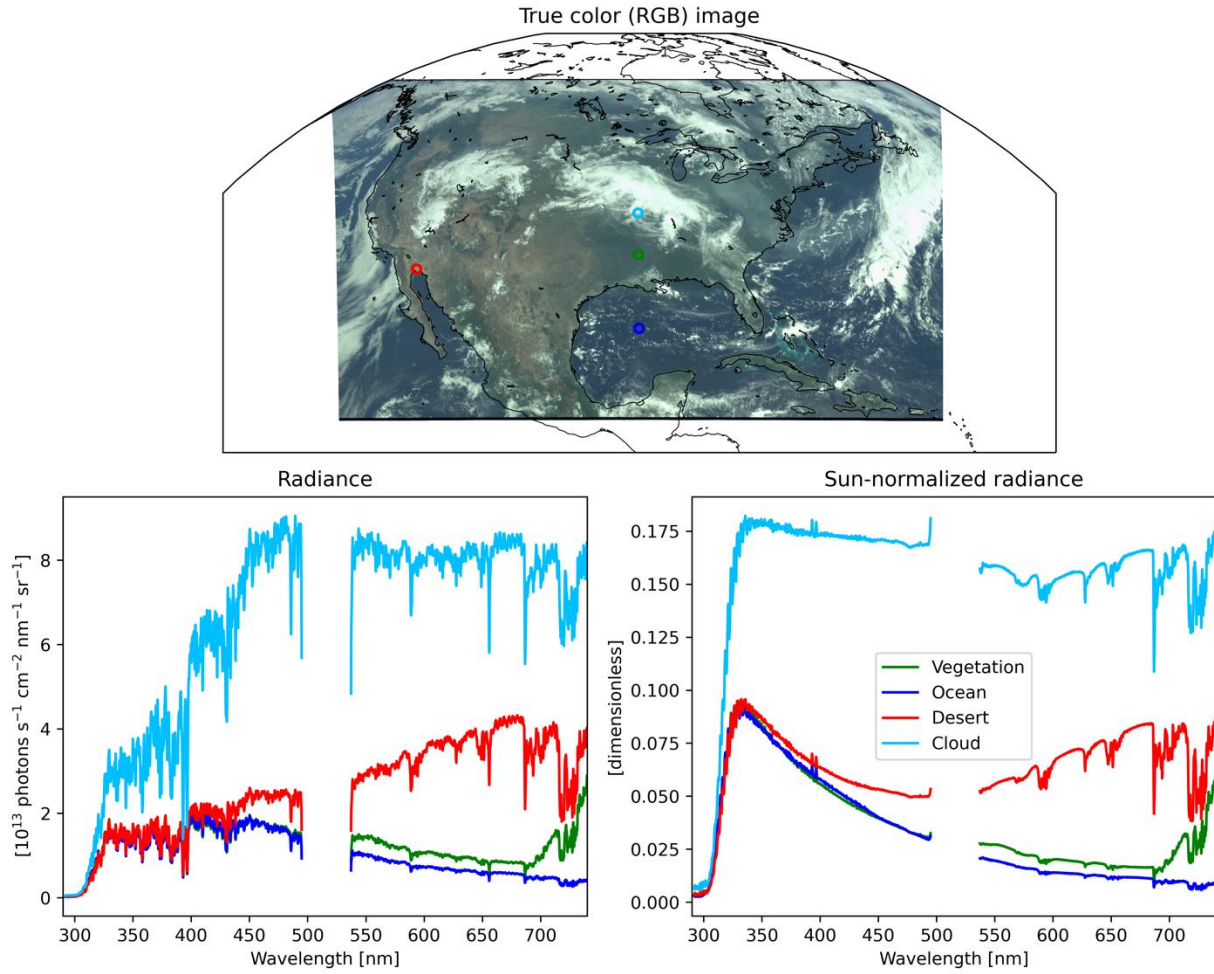 True color (RGB) image
Radiance
[10¹³ photons s⁻¹ cm⁻² nm⁻¹ sr⁻¹]
8
6
4
2
0
300 350 400 450 500 550 600 650 700
Wavelength [nm]
Sun-normalized radiance
[dimensionless]
0.175
0.150
0.125
0.100
0.075
0.050
0.025
0.000
Vegetation
Ocean
Desert
Cloud
300 350 400 450 500 550 600 650 700
Wavelength [nm]